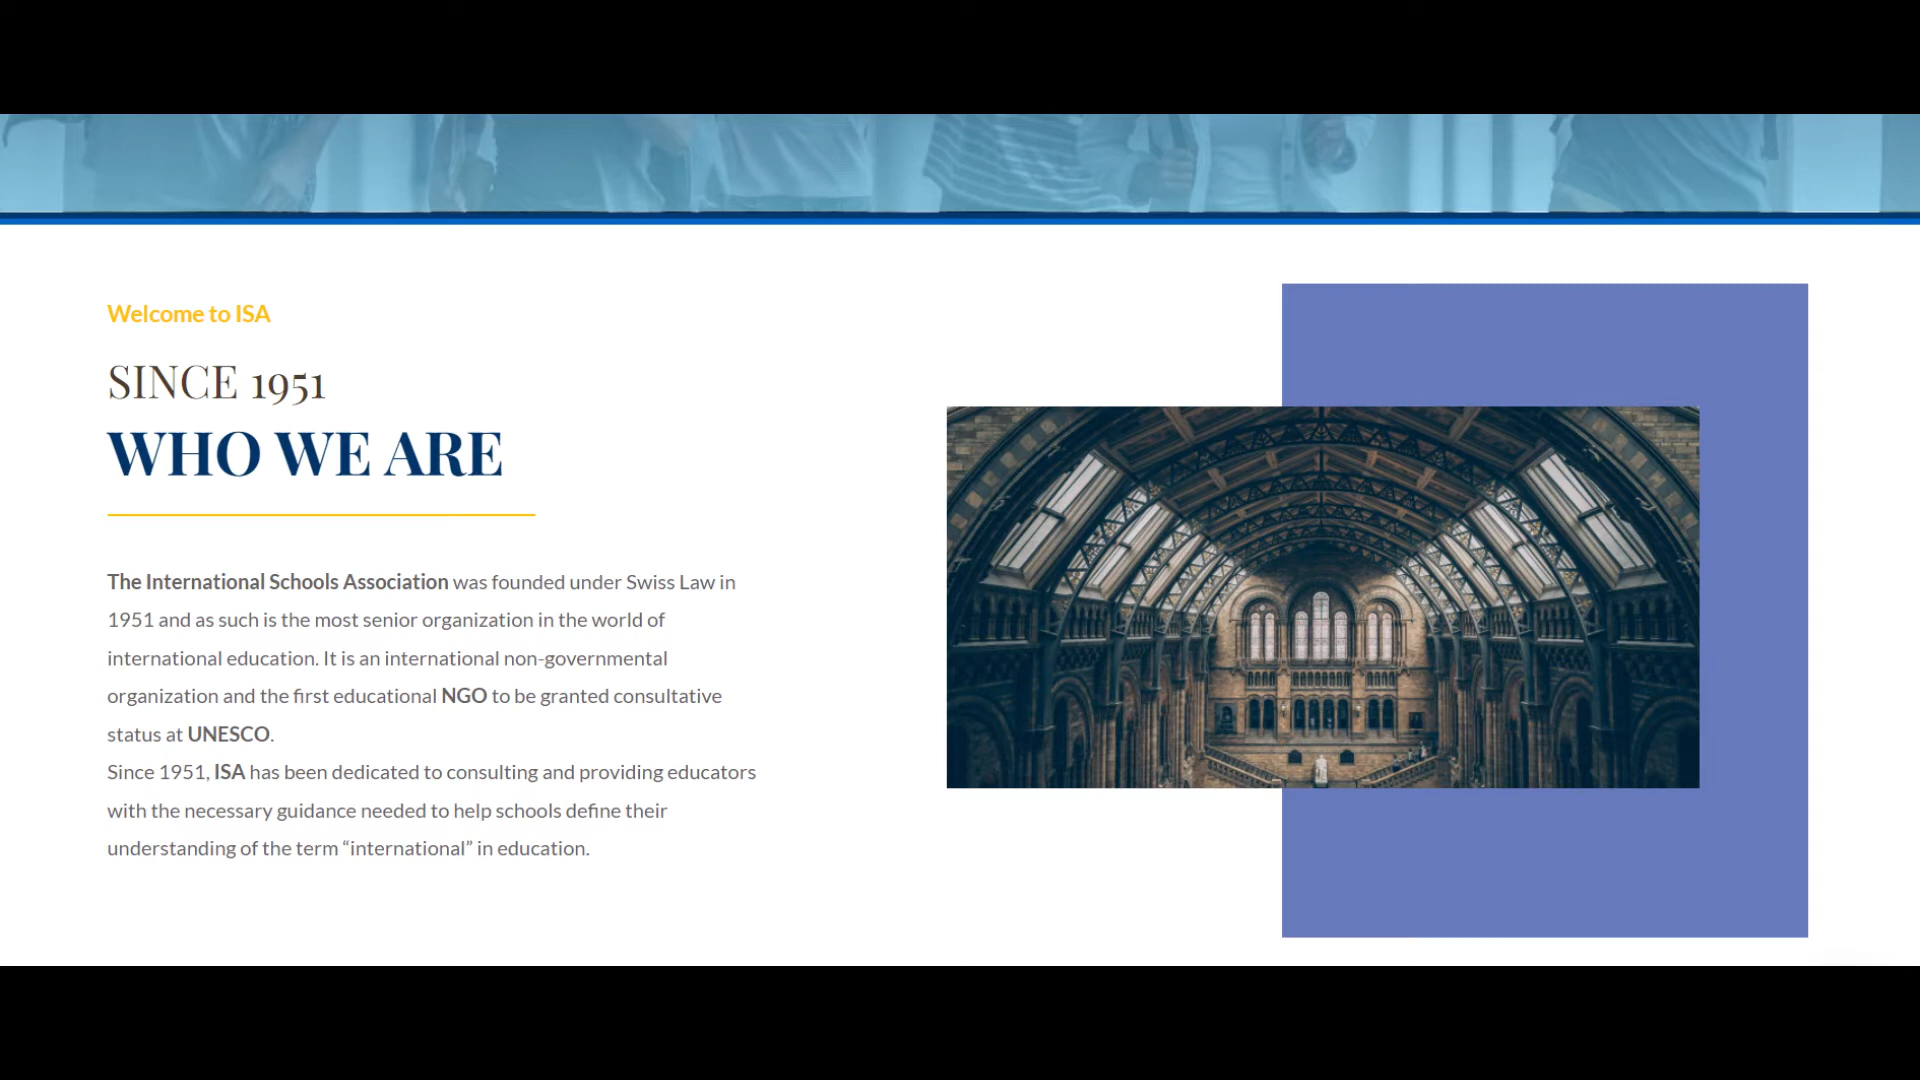 Welcome to ISA
SINCE 1951
WHO WE ARE
The International Schools Association was founded under Swiss Law in
1951 and as such is the most senior organization in the world of
international education. It is an international non-governmental
organization and the first educational NGO to be granted consultative
status at UNESCO.
Since 1951, ISA has been dedicated to consulting and providing educators
with the necessary guidance needed to help schools define their
understanding of the term “international” in education.